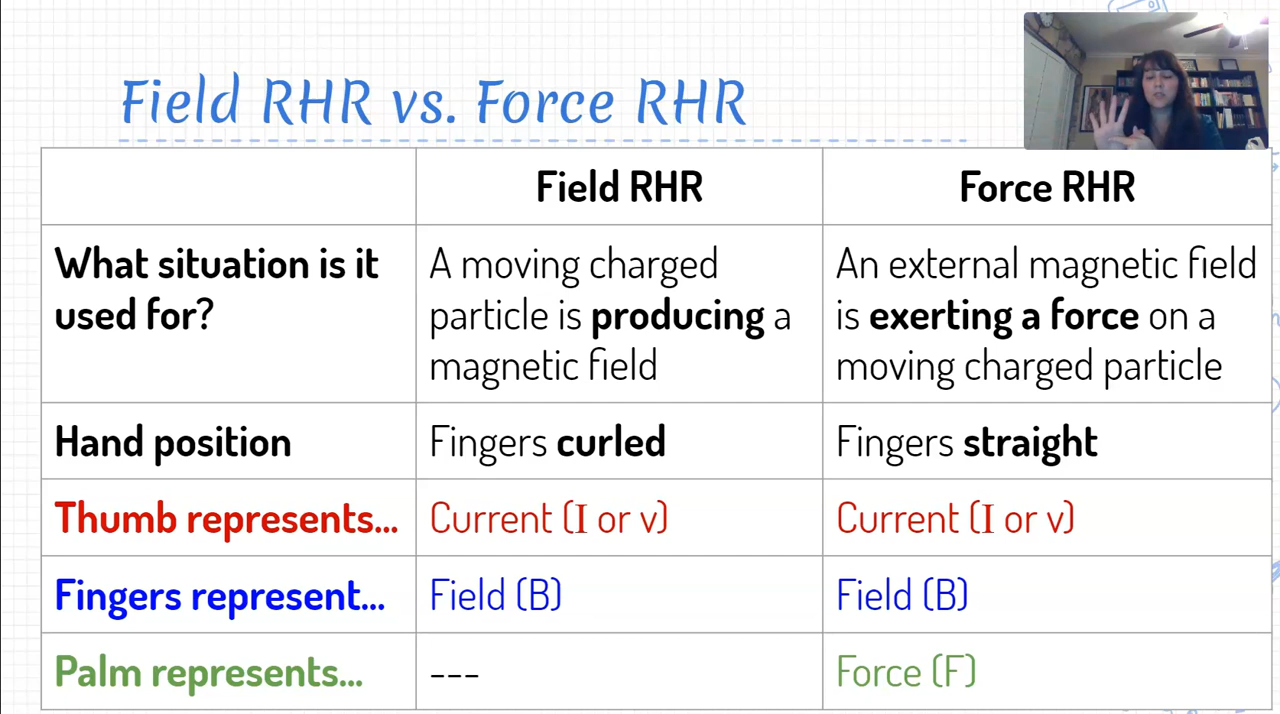 Field RHR vs. Force RHR
Field RHR
Force RHR
What situation is it
used for?
A moving charged
particle is producing a
magnetic field
An external magnetic field
is exerting a force on a
moving charged particle
Hand position
Fingers curled
Fingers straight
Thumb represents...
Current (I or v)
Current (I or v)
Fingers represent...
Field (B)
Field (B)
Palm represents...
---
Force (F)